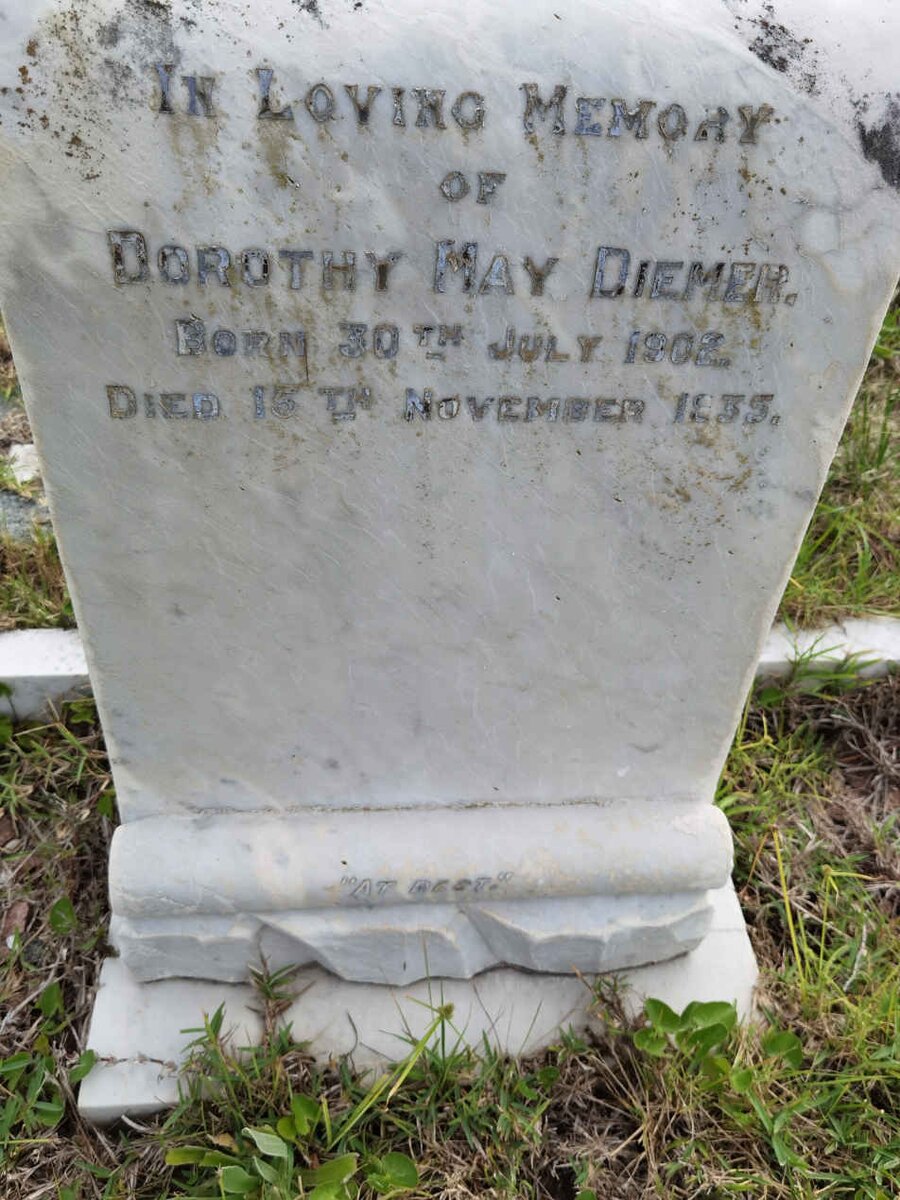 In Loving Memory
OF
Dorothy May Diemer.
Born 30TH July 1902.
Died 15TH November 1935.
"AT REST."